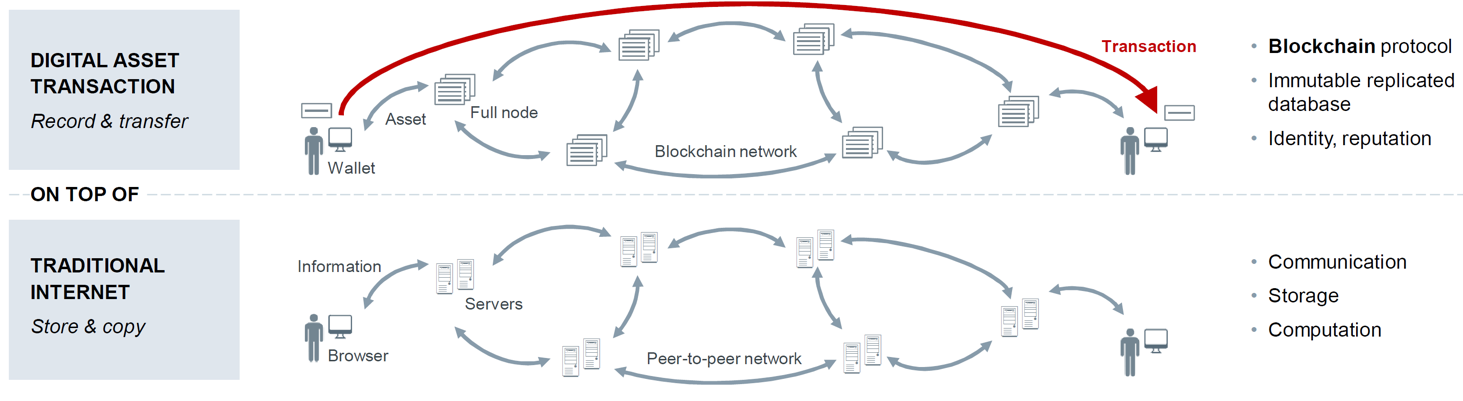 DIGITAL ASSET
TRANSACTION
Record & transfer
Asset
Full node
Wallet
Blockchain network
Transaction
• Blockchain protocol
• Immutable replicated
database
• Identity, reputation
ON TOP OF
TRADITIONAL
INTERNET
Store & copy
Information
Servers
Browser
Peer-to-peer network
• Communication
• Storage
• Computation